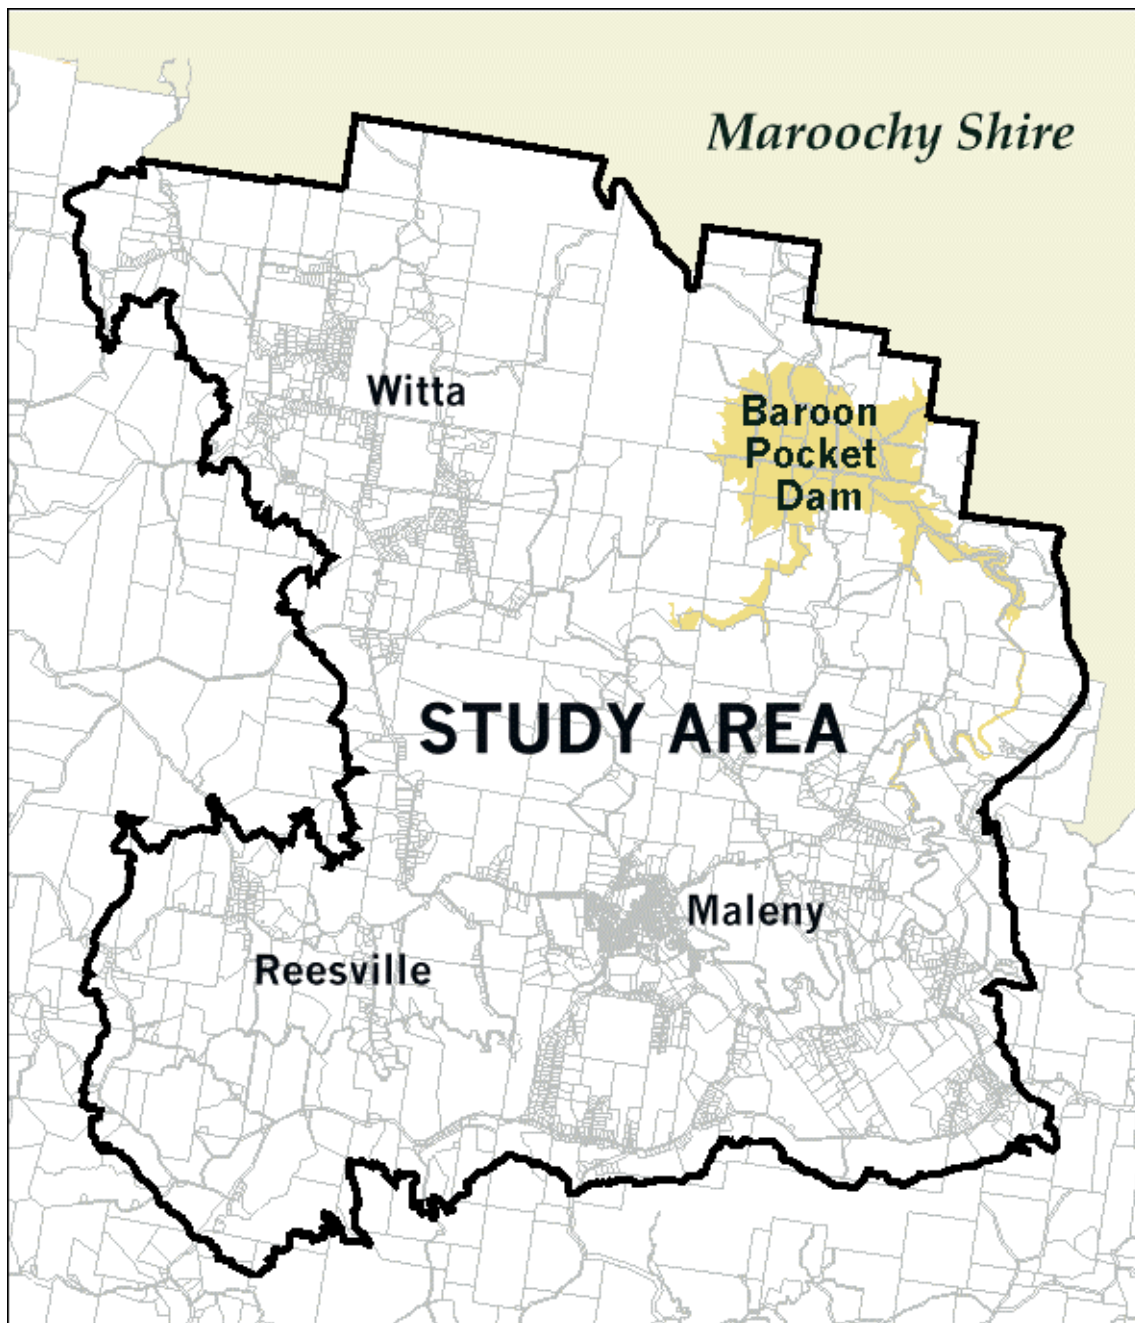 Maroochy Shire
Witta
Baroon
Pocket
Dam
STUDY AREA
Maleny
Reesville